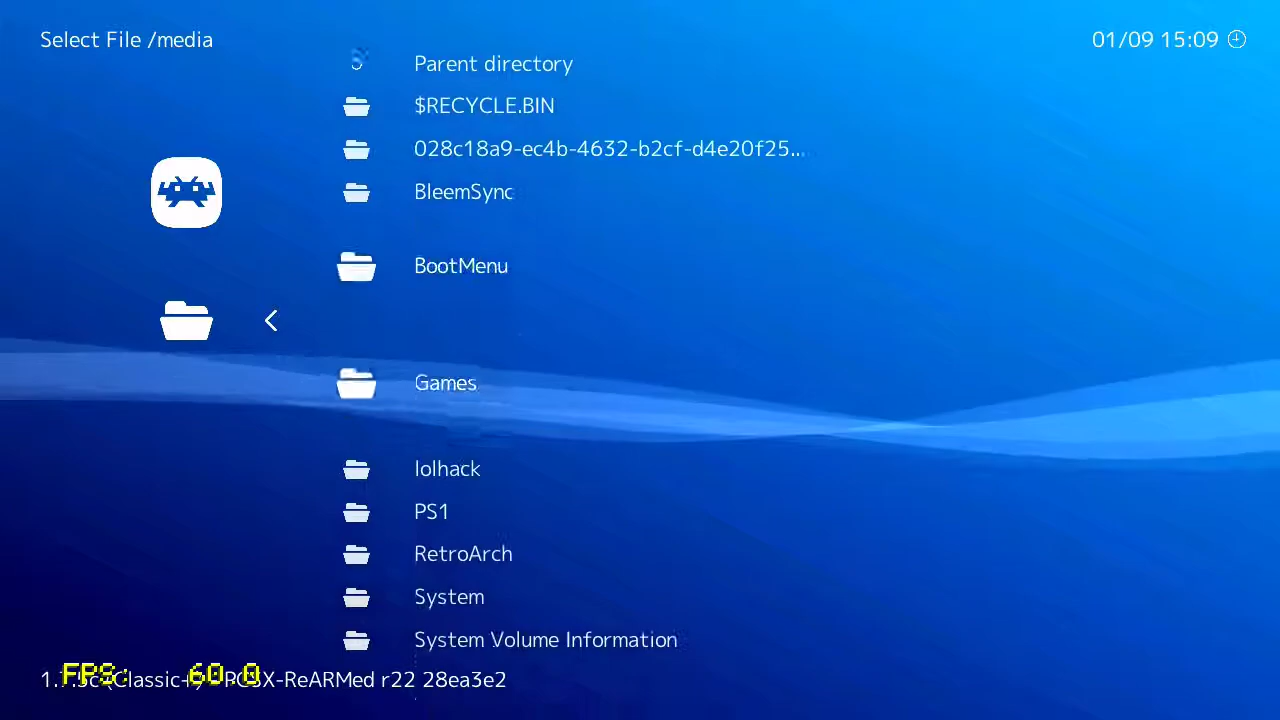 Select File /media
01/09 15:09
Parent directory
$RECYCLE.BIN
028c18a9-ec4b-4632-b2cf-d4e20f25...
BleemSync
BootMenu
Games
lolhack
PS1
RetroArch
System
System Volume Information
FPS: 60.0
PCSX-ReARMed r22 28ea3e2